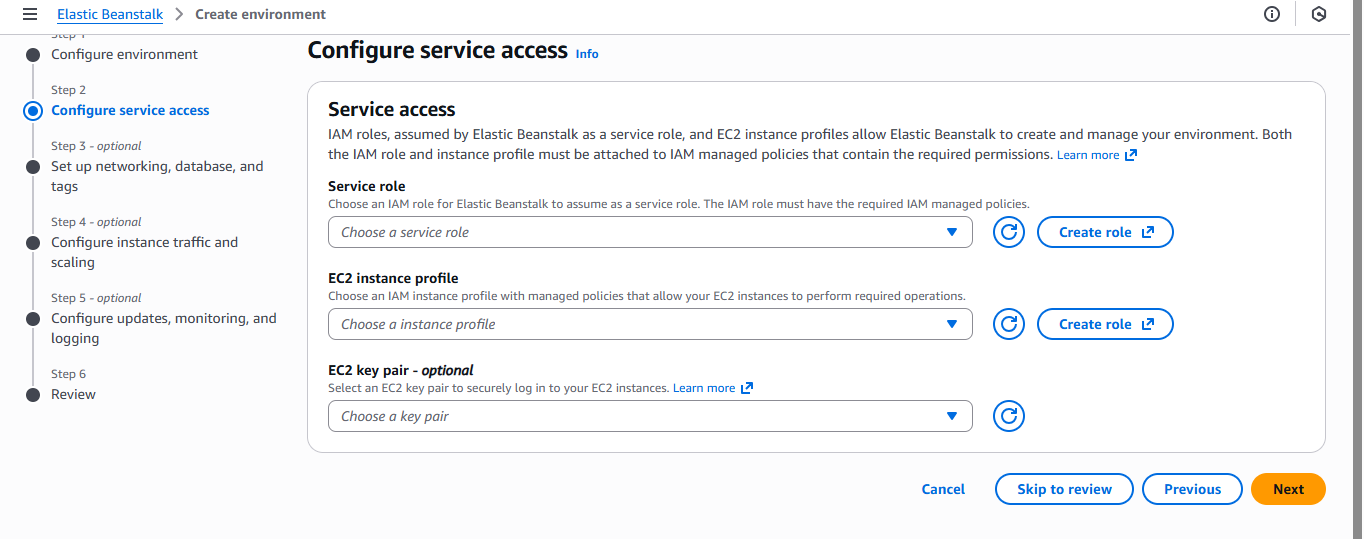 Elastic Beanstalk
Create environment
Step 1
Configure environment
Step 2
Configure service access
Step 3 - optional
Set up networking, database, and
tags
Step 4 - optional
Configure instance traffic and
scaling
Step 5 - optional
Configure updates, monitoring, and
logging
Step 6
Review
Configure service access Info
Service access
IAM roles, assumed by Elastic Beanstalk as a service role, and EC2 instance profiles allow Elastic Beanstalk to create and manage your environment. Both
the IAM role and instance profile must be attached to IAM managed policies that contain the required permissions. Learn more
Service role
Choose an IAM role for Elastic Beanstalk to assume as a service role. The IAM role must have the required IAM managed policies.
Choose a service role
Create role
EC2 instance profile
Choose an IAM instance profile with managed policies that allow your EC2 instances to perform required operations.
Choose a instance profile
Create role
EC2 key pair - optional
Select an EC2 key pair to securely log in to your EC2 instances. Learn more
Choose a key pair
Cancel
Skip to review
Previous
Next